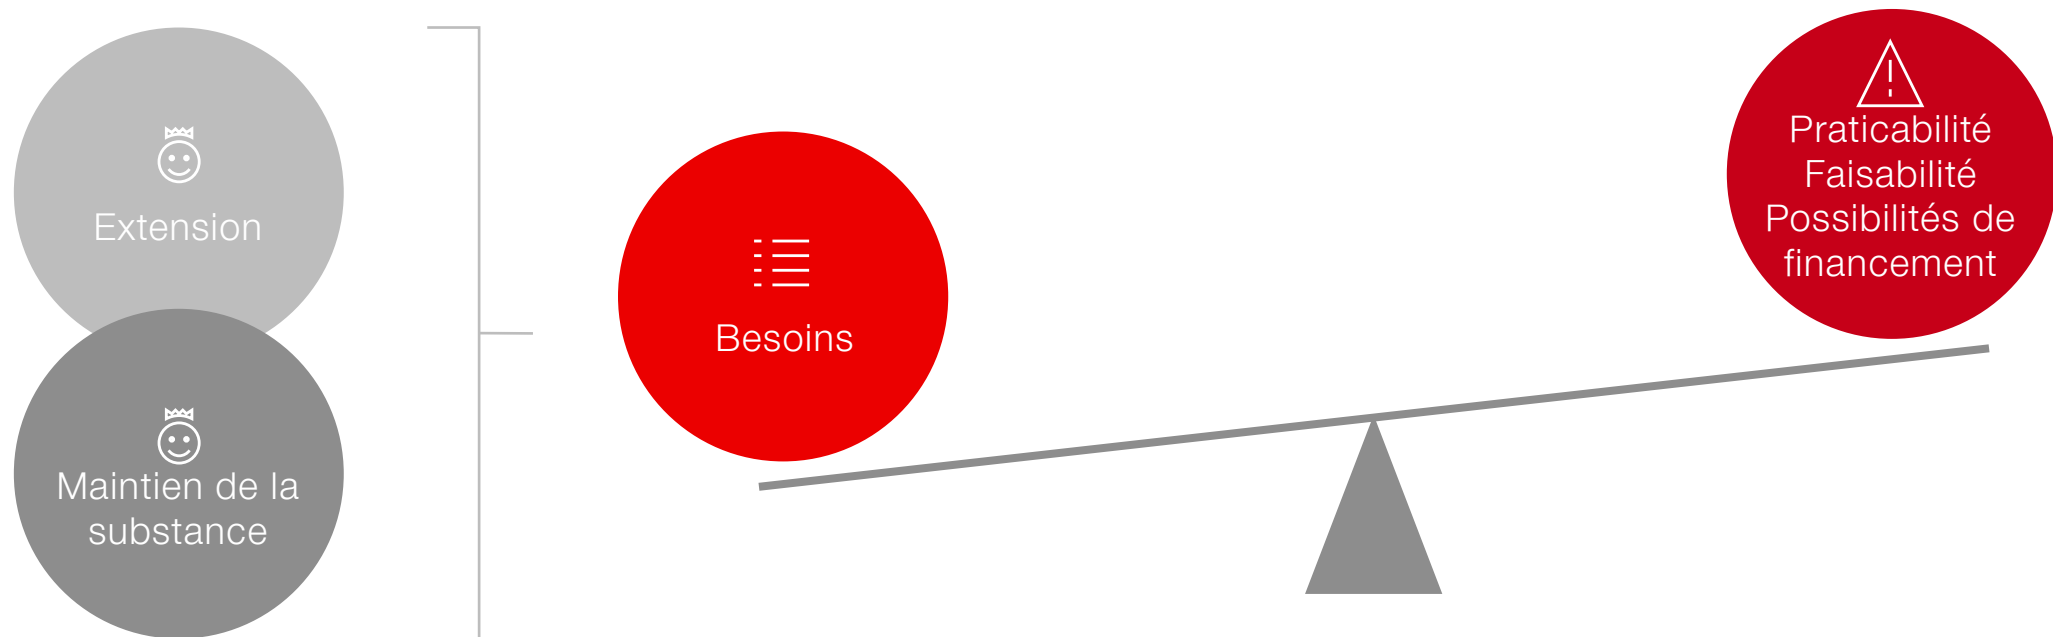 Extension
Maintien de la
substance
Besoins
Praticabilité
Faisabilité
Possibilités de
financement